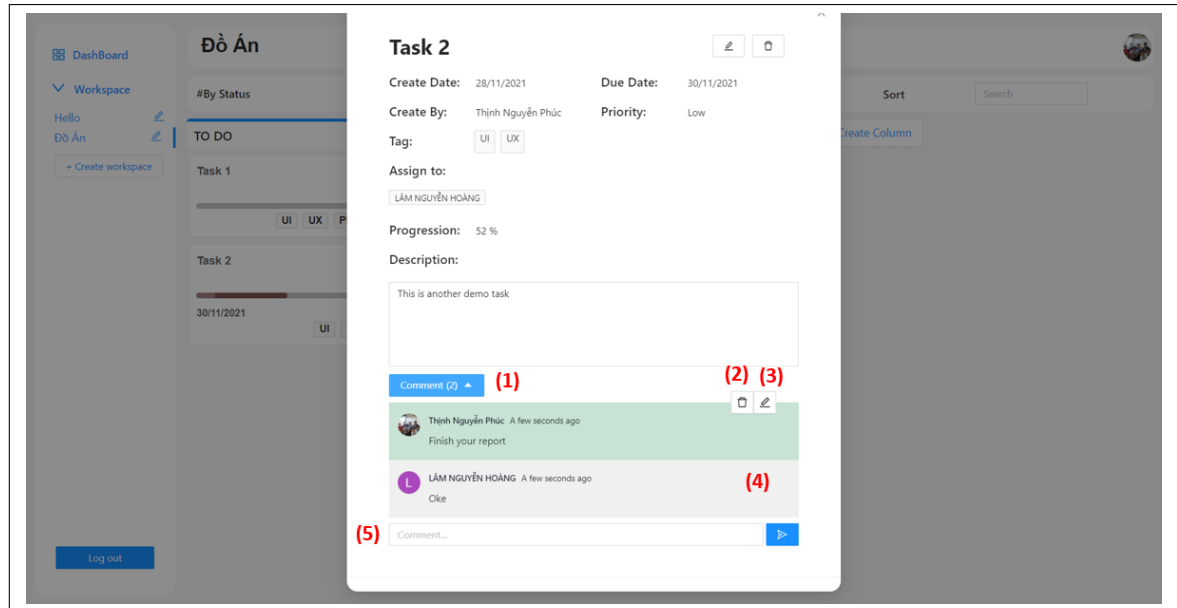 DashBoard
Workspace
Hello
Đồ Án
+ Create workspace
Log out
Đồ Án
#By Status
Sort
Search
TO DO
Create Column
Task 1
UI UX
Task 2
30/11/2021
UI
Task 2
Create Date: 28/11/2021 Due Date: 30/11/2021
Create By: Thịnh Nguyễn Phúc Priority: Low
Tag: UI UX
Assign to:
LÂM NGUYỄN HOÀNG
Progression: 52 %
Description:
This is another demo task
Comment (2) (1)
(2) (3)
Thịnh Nguyễn Phúc A few seconds ago
Finish your report
L
LÂM NGUYỄN HOÀNG A few seconds ago
Oke
(4)
(5) Comment...